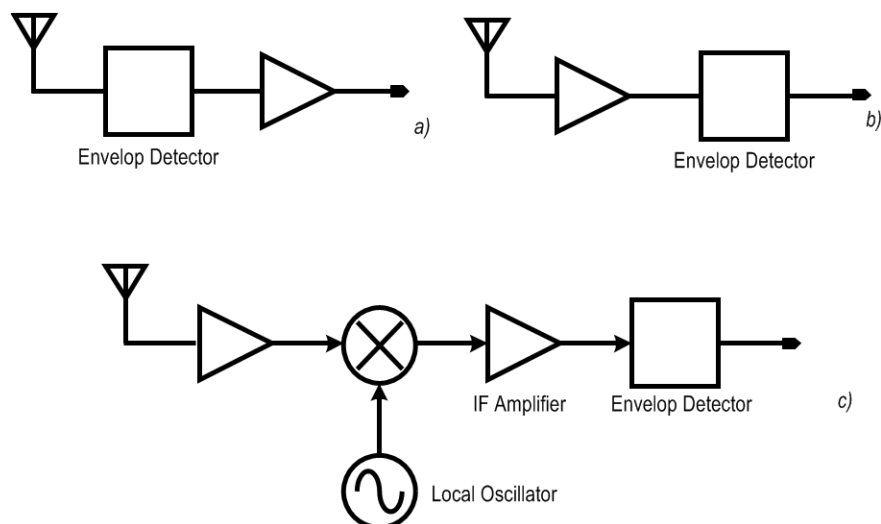 a)
Envelop Detector
b)
Envelop Detector
IF Amplifier
Envelop Detector
c)
Local Oscillator